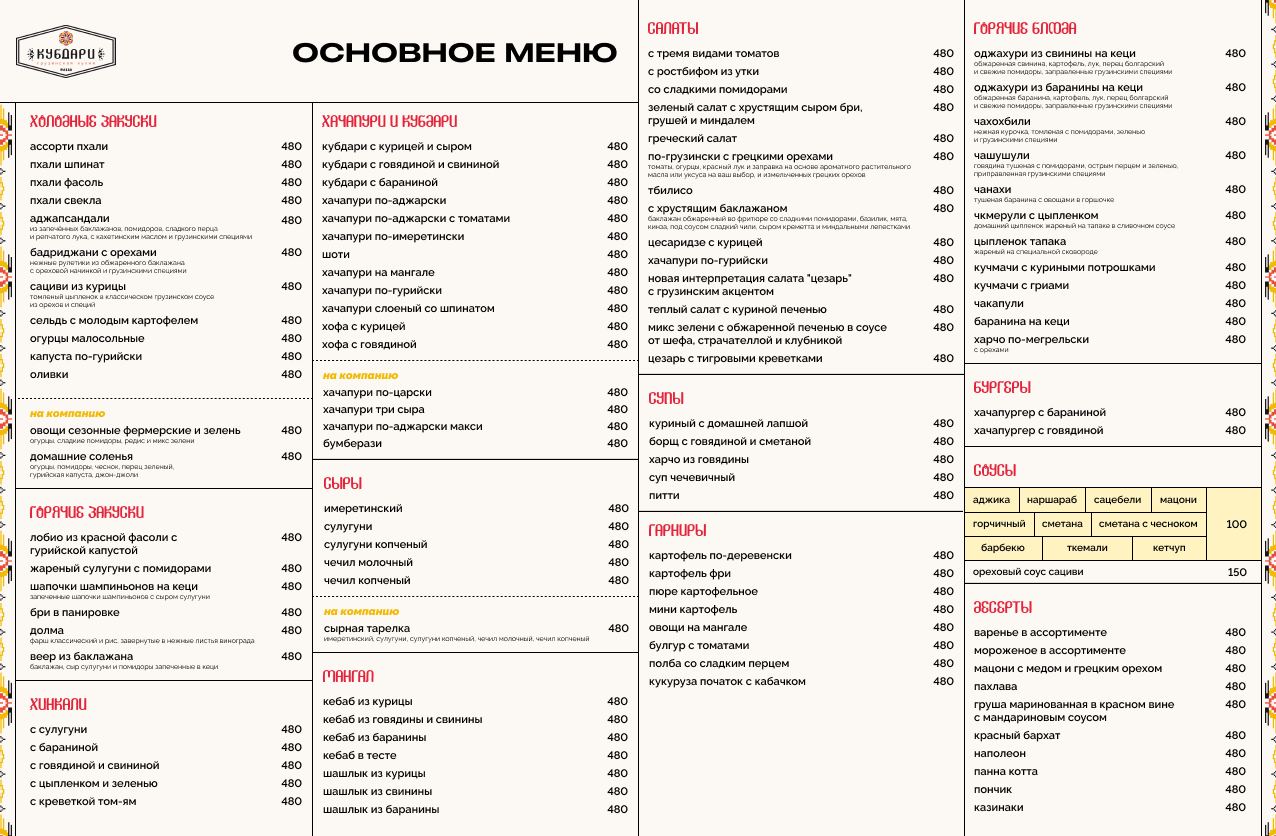 КУБДАРИ
грузинская кухня
ОСНОВНОЕ МЕНЮ
ХОЛОДНЫЕ ЗАКУСКИ
ассорти пхали 480
пхали шпинат 480
пхали фасоль 480
пхали свекла 480
аджапсандали 480
из запечённых баклажанов, помидоров, сладкого перца
и репчатого лука, с кахетинским маслом и грузинскими специями
бадриджани с орехами 480
нежные рулетики из обжаренного баклажана
с ореховой начинкой и грузинскими специями
сациви из курицы 480
томленый цыпленок в классическом грузинском соусе
из орехов и специй
сельдь с молодым картофелем 480
огурцы малосольные 480
капуста по-гурийски 480
оливки 480
на компанию
овощи сезонные фермерские и зелень 480
огурцы, сладкие помидоры, редис и микс зелени
домашние соленья 480
огурцы, помидоры, чеснок, перец зеленый,
гурийская капуста, джон-джоли
ГОРЯЧИЕ ЗАКУСКИ
лобио из красной фасоли с 480
гурийской капустой
жареный сулугуни с помидорами 480
шапочки шампиньонов на кеци 480
запеченные шапочки шампиньонов с сыром сулугуни
бри в панировке 480
долма 480
фарш классический и рис, завернутые в нежные листья винограда
веер из баклажана 480
баклажан, сыр сулугуни и помидоры запеченные в кеци
ХИНКАЛИ
с сулугуни 480
с бараниной 480
с говядиной и свининой 480
с цыпленком и зеленью 480
с креветкой том-ям 480
ХАЧАПУРИ И КУБДАРИ
кубдари с курицей и сыром 480
кубдари с говядиной и свининой 480
кубдари с бараниной 480
хачапури по-аджарски 480
хачапури по-аджарски с томатами 480
хачапури по-имеретински 480
шоти 480
хачапури на мангале 480
хачапури по-гурийски 480
хачапури слоеный со шпинатом 480
хофа с курицей 480
хофа с говядиной 480
на компанию
хачапури по-царски 480
хачапури три сыра 480
хачапури по-аджарски макси 480
бумберази 480
СЫРЫ
имеретинский 480
сулугуни 480
сулугуни копченый 480
чечил молочный 480
чечил копченый 480
на компанию
сырная тарелка 480
имеретинский, сулугуни, сулугуни копченый, чечил молочный, чечил копченый
МАНГАЛ
кебаб из курицы 480
кебаб из говядины и свинины 480
кебаб из баранины 480
кебаб в тесте 480
шашлык из курицы 480
шашлык из свинины 480
шашлык из баранины 480
САЛАТЫ
с тремя видами томатов 480
с ростбифом из утки 480
со сладкими помидорами 480
зеленый салат с хрустящим сыром бри, 480
грушей и миндалем
греческий салат 480
по-грузински с грецкими орехами 480
томаты, огурцы, красный лук и заправка на основе ароматного растительного
масла или уксуса на ваш выбор, и измельченных грецких орехов
тбилисо 480
с хрустящим баклажаном 480
баклажан обжаренный во фритюре со сладкими помидорами, базилик, мята,
кинза, под соусом сладкий чили, сыром креметта и миндальными лепестками
цесаридзе с курицей 480
хачапури по-гурийски 480
новая интерпретация салата "цезарь" 480
с грузинским акцентом
теплый салат с куриной печенью 480
микс зелени с обжаренной печенью в соусе 480
от шефа, страчателлой и клубникой
цезарь с тигровыми креветками 480
СУПЫ
куриный с домашней лапшой 480
борщ с говядиной и сметаной 480
харчо из говядины 480
суп чечевичный 480
питти 480
ГАРНИРЫ
картофель по-деревенски 480
картофель фри 480
пюре картофельное 480
мини картофель 480
овощи на мангале 480
булгур с томатами 480
полба со сладким перцем 480
кукуруза початок с кабачком 480
ГОРЯЧИЕ БЛЮДА
оджахури из свинины на кеци 480
обжаренная свинина, картофель, лук, перец болгарский
и свежие помидоры, заправленные грузинскими специями
оджахури из баранины на кеци 480
обжаренная баранина, картофель, лук, перец болгарский
и свежие помидоры, заправленные грузинскими специями
чахохбили 480
нежная курочка, томленая с помидорами, зеленью
и грузинскими специями
чашушули 480
говядина тушеная с помидорами, острым перцем и зеленью,
приправленная грузинскими специями
чанахи 480
тушеная баранина с овощами в горшочке
чкмерули с цыпленком 480
домашний цыпленок жареный на тапаке в сливочном соусе
цыпленок тапака 480
жареный на специальной сковороде
кучмачи с куриными потрошками 480
кучмачи с гриами 480
чакапули 480
баранина на кеци 480
харчо по-мегрельски 480
с орехами
БУРГЕРЫ
хачапургер с бараниной 480
хачапургер с говядиной 480
СОУСЫ
аджика наршараб сацебели мацони
горчичный сметана сметана с чесноком 100
барбекю ткемали кетчуп
ореховый соус сациви 150
ДЕСЕРТЫ
варенье в ассортименте 480
мороженое в ассортименте 480
мацони с медом и грецким орехом 480
пахлава 480
груша маринованная в красном вине 480
с мандариновым соусом
красный бархат 480
наполеон 480
панна котта 480
пончик 480
казинаки 480